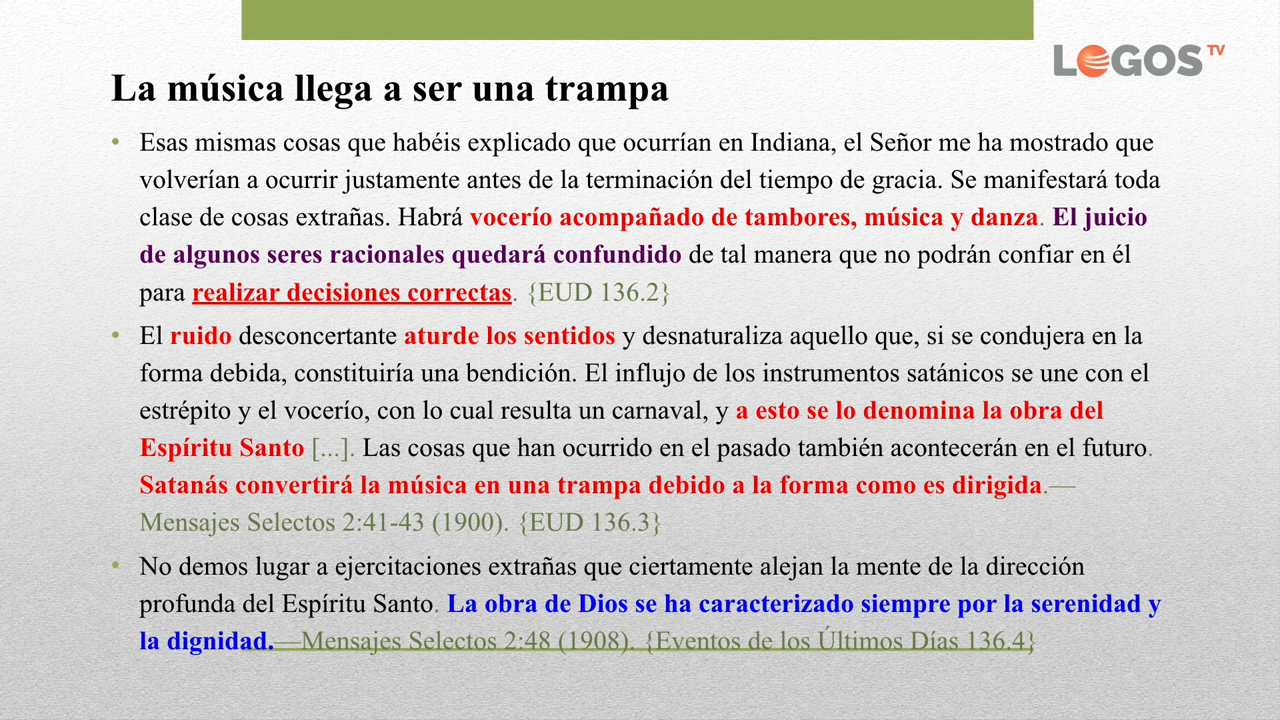 LOGOS TV
La música llega a ser una trampa
• Esas mismas cosas que habéis explicado que ocurrían en Indiana, el Señor me ha mostrado que
volverían a ocurrir justamente antes de la terminación del tiempo de gracia. Se manifestará toda
clase de cosas extrañas. Habrá vocerío acompañado de tambores, música y danza. El juicio
de algunos seres racionales quedará confundido de tal manera que no podrán confiar en él
para realizar decisiones correctas. {EUD 136.2}
• El ruido desconcertante aturde los sentidos y desnaturaliza aquello que, si se condujera en la
forma debida, constituiría una bendición. El influjo de los instrumentos satánicos se une con el
estrépito y el vocerío, con lo cual resulta un carnaval, y a esto se lo denomina la obra del
Espíritu Santo [...]. Las cosas que han ocurrido en el pasado también acontecerán en el futuro.
Satanás convertirá la música en una trampa debido a la forma como es dirigida.—
Mensajes Selectos 2:41-43 (1900). {EUD 136.3}
• No demos lugar a ejercitaciones extrañas que ciertamente alejan la mente de la dirección
profunda del Espíritu Santo. La obra de Dios se ha caracterizado siempre por la serenidad y
la dignidad.—Mensajes Selectos 2:48 (1908). {Eventos de los Últimos Días 136.4}